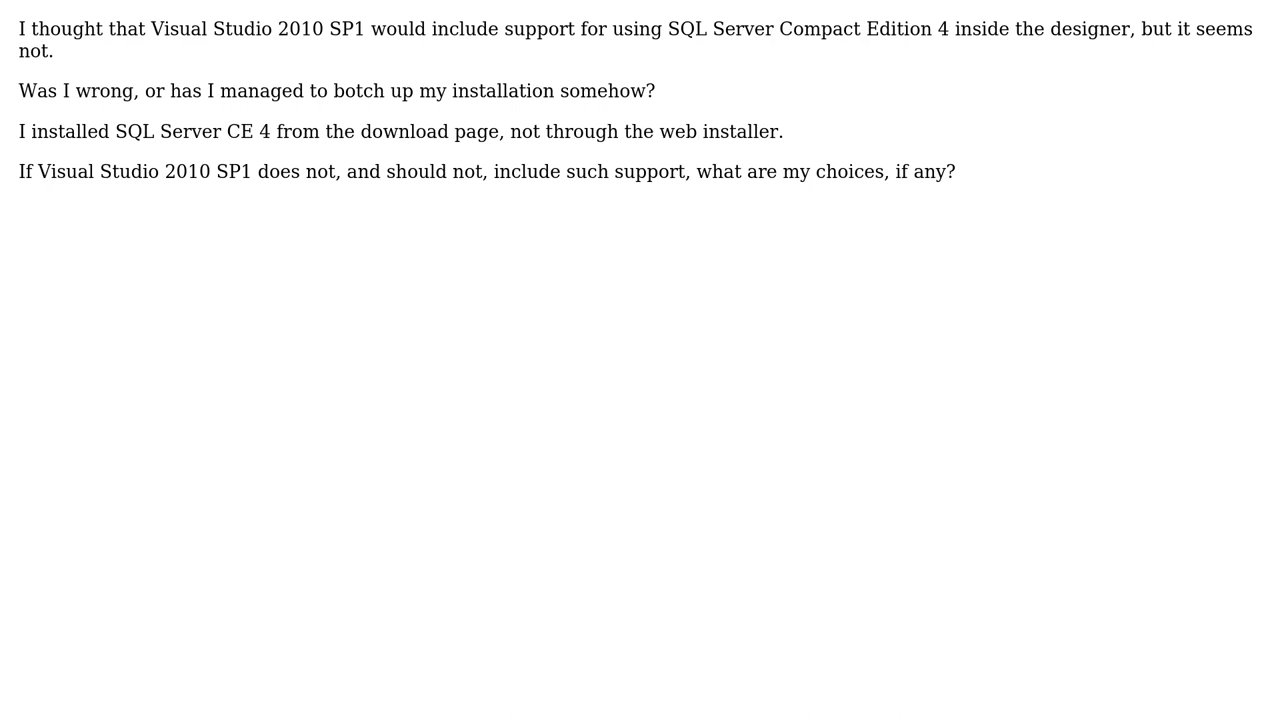 I thought that Visual Studio 2010 SP1 would include support for using SQL Server Compact Edition 4 inside the designer, but it seems
not.
Was I wrong, or has I managed to botch up my installation somehow?
I installed SQL Server CE 4 from the download page, not through the web installer.
If Visual Studio 2010 SP1 does not, and should not, include such support, what are my choices, if any?